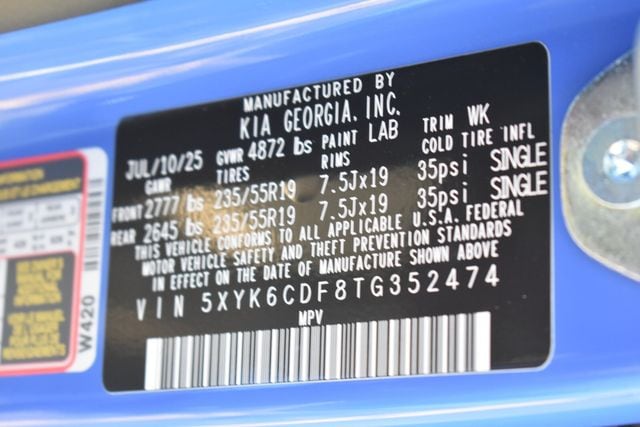 MANUFACTURED BY
KIA GEORGIA, INC.
JUL/10/25 GVWR 4872 lbs PAINT LAB TRIM WK
GAWR TIRES RIMS COLD TIRE INFL
FRONT 2777 lbs 235/55R19 7.5Jx19 35psi SINGLE
REAR 2645 lbs 235/55R19 7.5Jx19 35psi SINGLE
THIS VEHICLE CONFORMS TO ALL APPLICABLE U.S.A. FEDERAL
MOTOR VEHICLE SAFETY AND THEFT PREVENTION STANDARDS
IN EFFECT ON THE DATE OF MANUFACTURE SHOWN ABOVE
VIN 5XYK6CDF8TG352474
MPV
W420